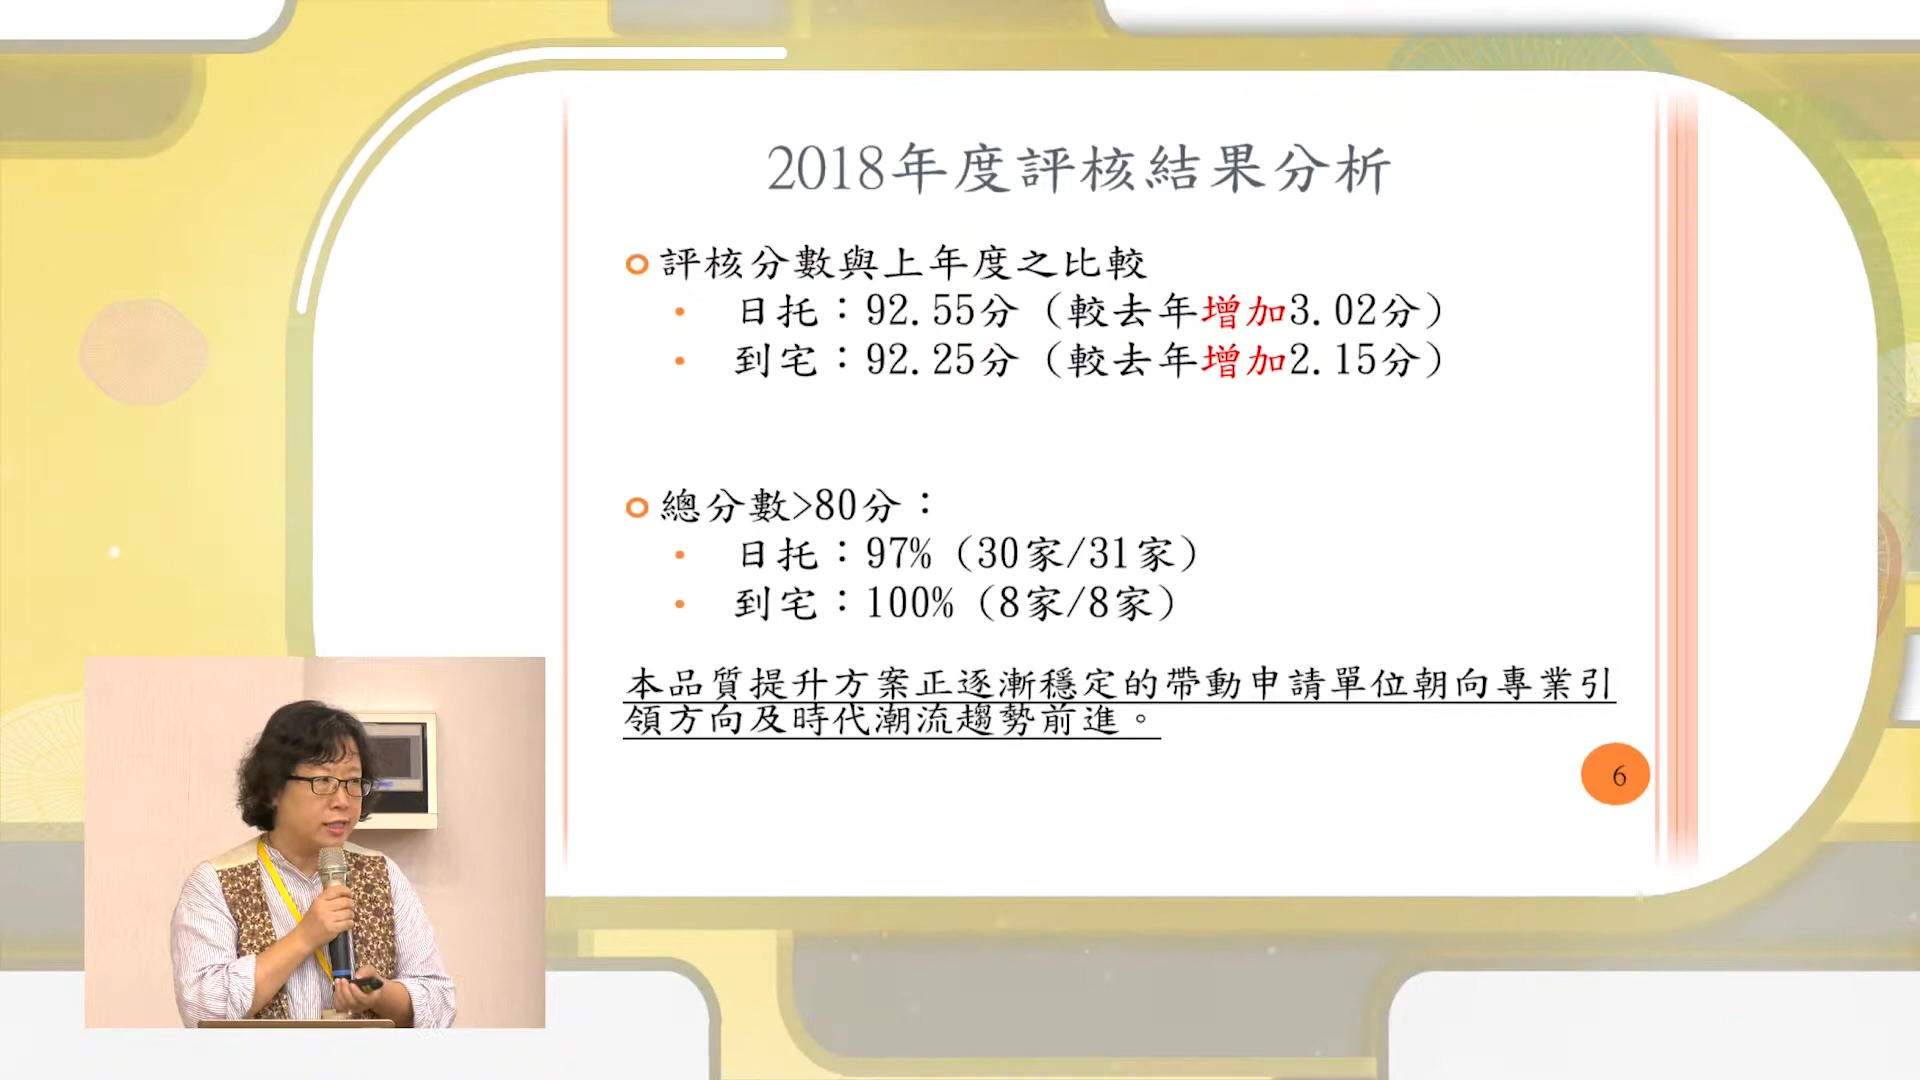 2018年度評核結果分析
評核分數與上年度之比較
日托：92.55分（較去年增加3.02分）
到宅：92.25分（較去年增加2.15分）
總分數>80分：
日托：97%（30家/31家）
到宅：100%（8家/8家）
本品質提升方案正逐漸穩定的帶動申請單位朝向專業引
領方向及時代潮流趨勢前進。
6